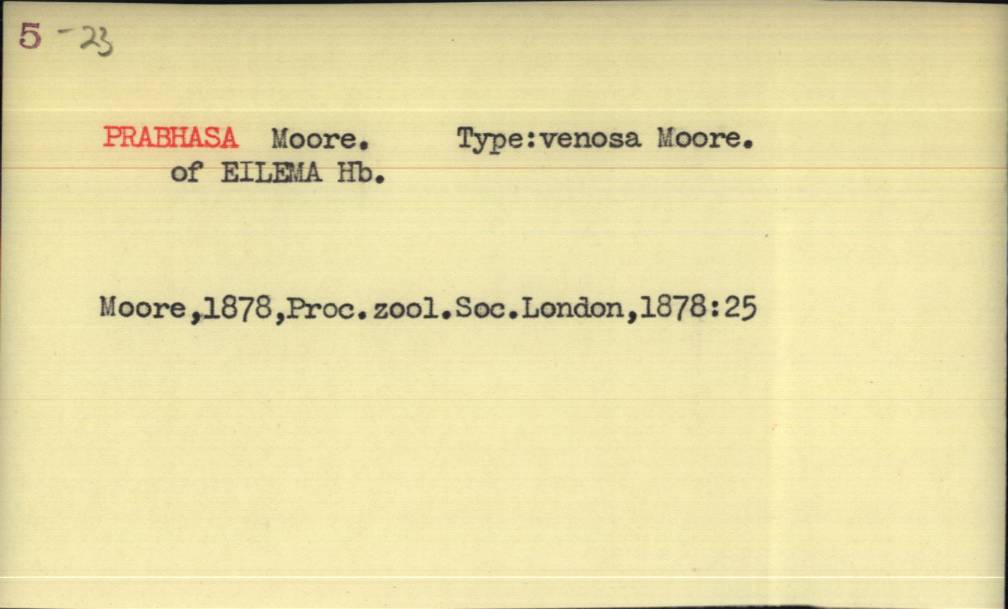 5 - 23
PRABHASA Moore. Type:venosa Moore.
of EILEMA Hb.
Moore,1878,Proc.zool.Soc.London,1878:25